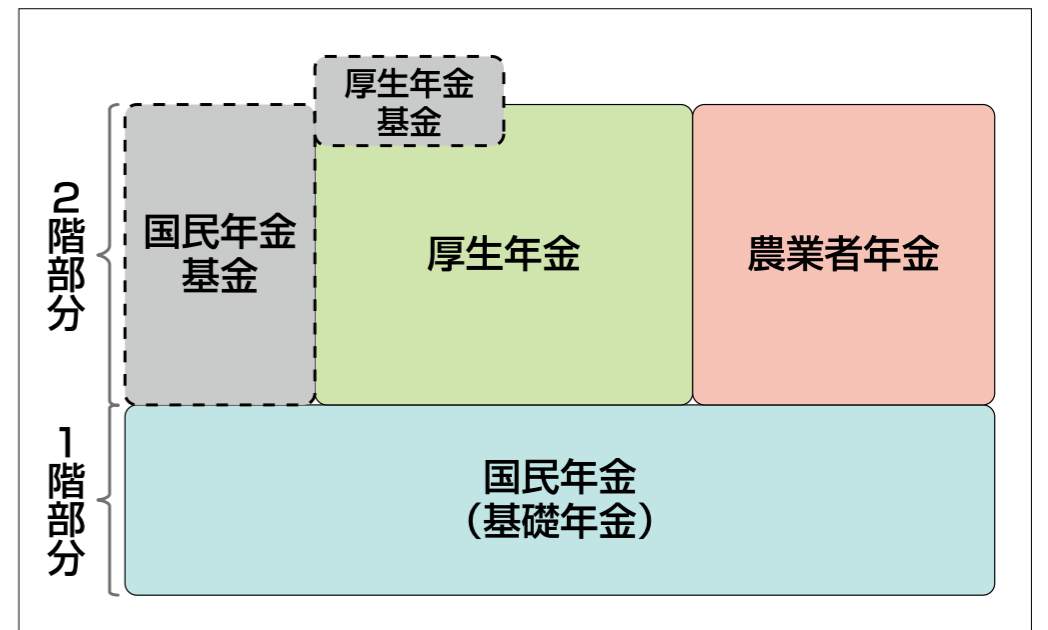 厚生年金
基金
2階部分
国民年金
基金
厚生年金
農業者年金
1階部分
国民年金
（基礎年金）